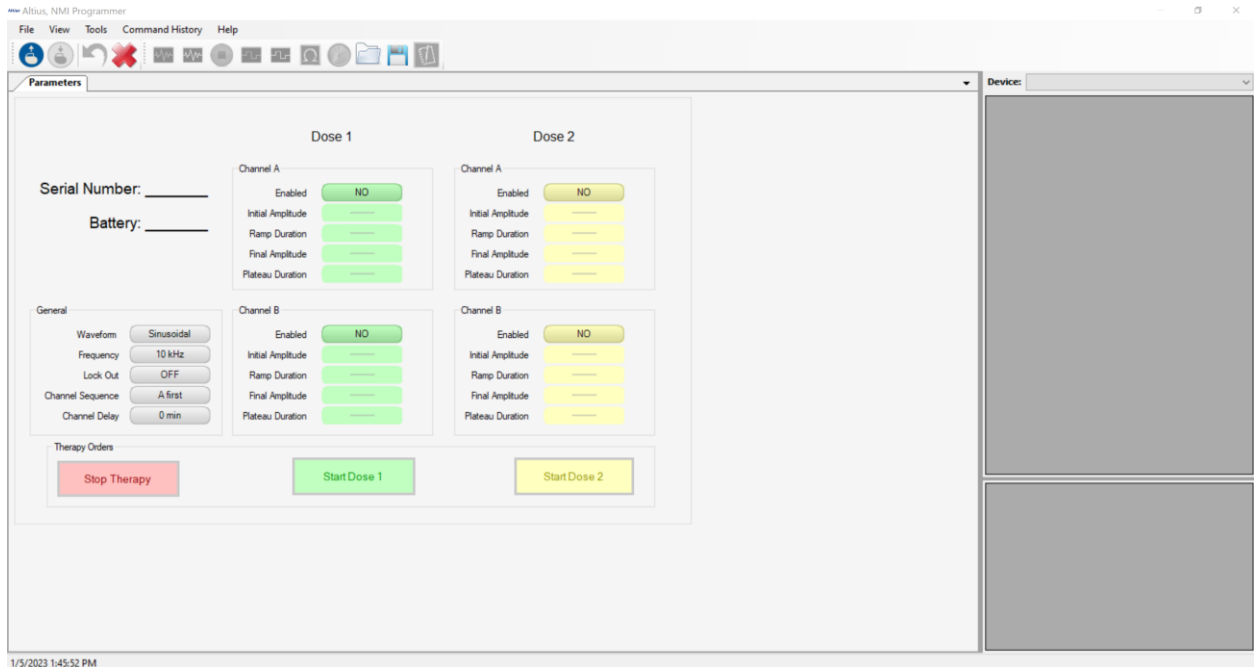 Altius, NMI Programmer
File View Tools Command History Help
Parameters
Device:
Dose 1 Dose 2
Channel A Channel A
Serial Number:
Enabled NO Enabled NO
Initial Amplitude Initial Amplitude
Battery:
Ramp Duration Ramp Duration
Final Amplitude Final Amplitude
Plateau Duration Plateau Duration
General Channel B Channel B
Waveform Sinusoidal Enabled NO Enabled NO
Frequency 10 kHz Initial Amplitude Initial Amplitude
Lock Out OFF Ramp Duration Ramp Duration
Channel Sequence A first Final Amplitude Final Amplitude
Channel Delay 0 min Plateau Duration Plateau Duration
Therapy Orders
Stop Therapy Start Dose 1 Start Dose 2
1/5/2023 1:45:52 PM